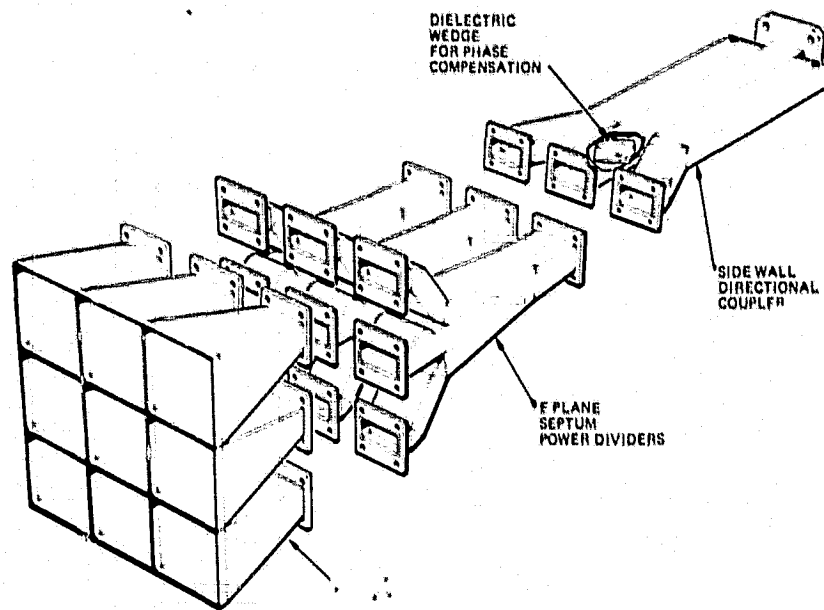 DIELECTRIC
WEDGE
FOR PHASE
COMPENSATION
SIDE WALL
DIRECTIONAL
COUPLER
E PLANE
SEPTUM
POWER DIVIDERS